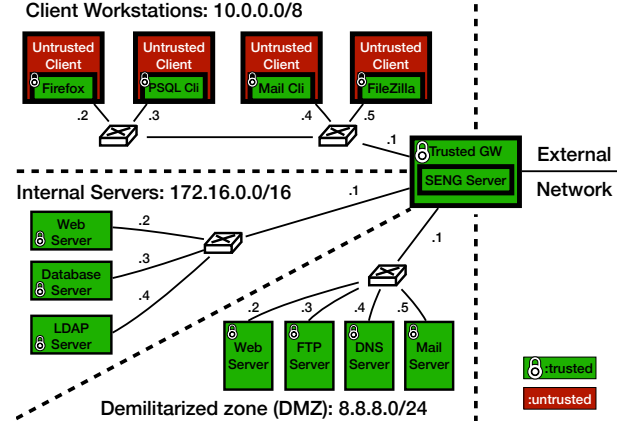 Client Workstations: 10.0.0.0/8
Untrusted Client
Untrusted Client
Untrusted Client
Untrusted Client
Firefox
PSQL Cli
Mail Cli
FileZilla
.2
.3
.4
.5
.1
Trusted GW
SENG Server
External
Network
Internal Servers: 172.16.0.0/16
.1
.2
.3
.4
Web
Server
Database
Server
LDAP
Server
.1
.2
.3
.4
.5
Web
Server
FTP
Server
DNS
Server
Mail
Server
Demilitarized zone (DMZ): 8.8.8.0/24
:trusted
:untrusted